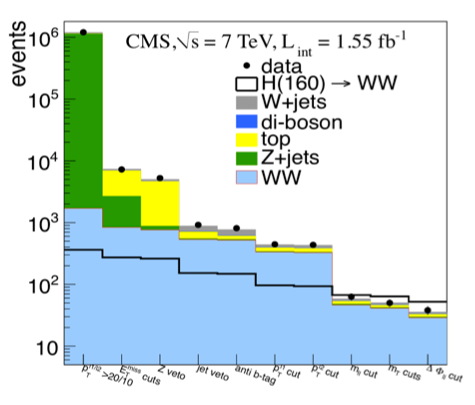 CMS,√s = 7 TeV, L int = 1.55 fb⁻¹
data
H(160) → WW
W+jets
di-boson
top
Z+jets
WW
events
10⁶
10⁵
10⁴
10³
10²
10
p_T^l1/l2 >20/10
E_T^miss cuts
Z veto
jet veto
anti b-tag
p_T^l1 cut
p_T^l2 cut
m_ll cut
m_T cuts
Δ Φ_ll cut